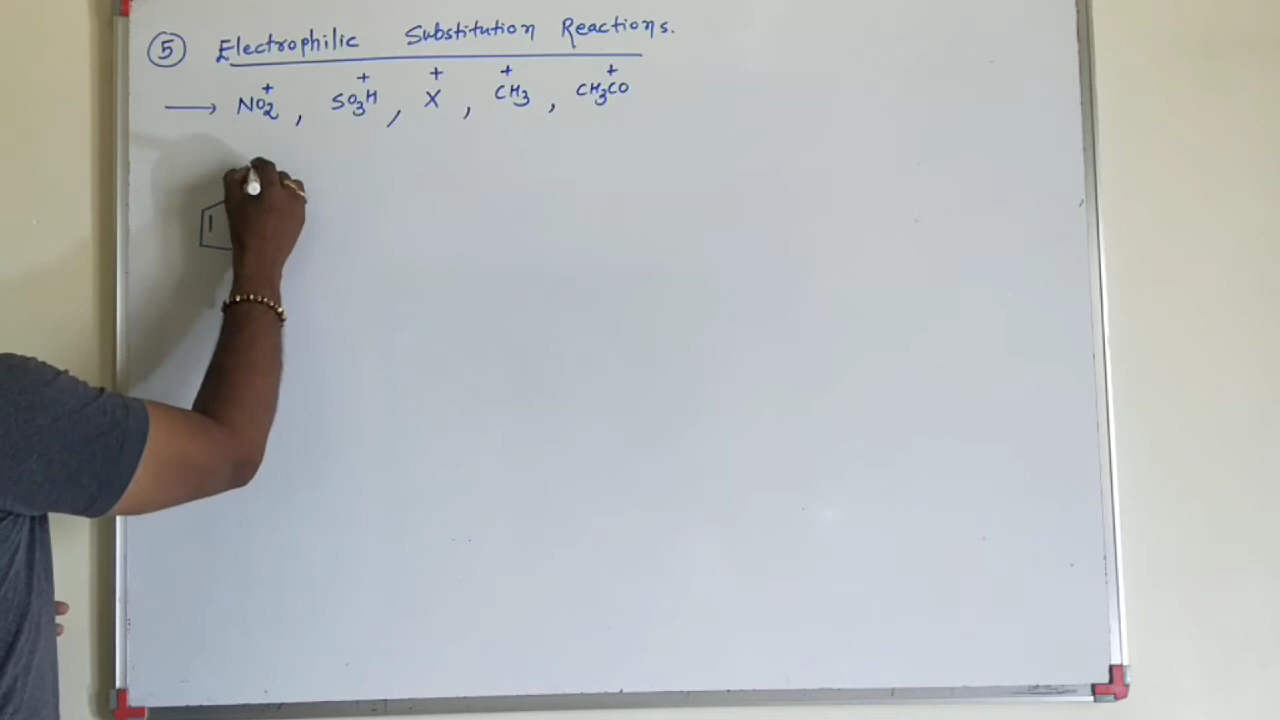 ⑤ Electrophilic Substitution Reactions.
⟶ NO₂⁺, SO₃H⁺, X⁺, CH₃⁺, CH₃CO⁺